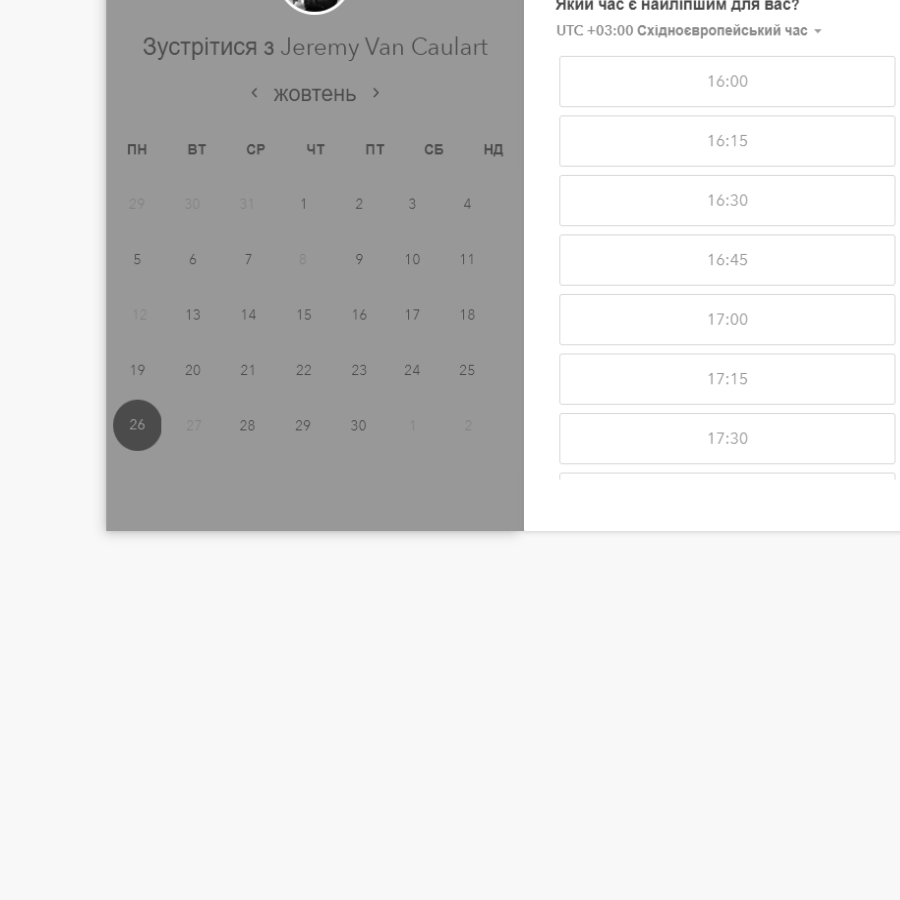 Зустрітися з Jeremy Van Caulart
‹ жовтень ›
ПН ВТ СР ЧТ ПТ СБ НД
29 30 31 1 2 3 4
5 6 7 8 9 10 11
12 13 14 15 16 17 18
19 20 21 22 23 24 25
26 27 28 29 30 1 2
Який час є найліпшим для вас?
UTC +03:00 Східноєвропейський час
16:00
16:15
16:30
16:45
17:00
17:15
17:30